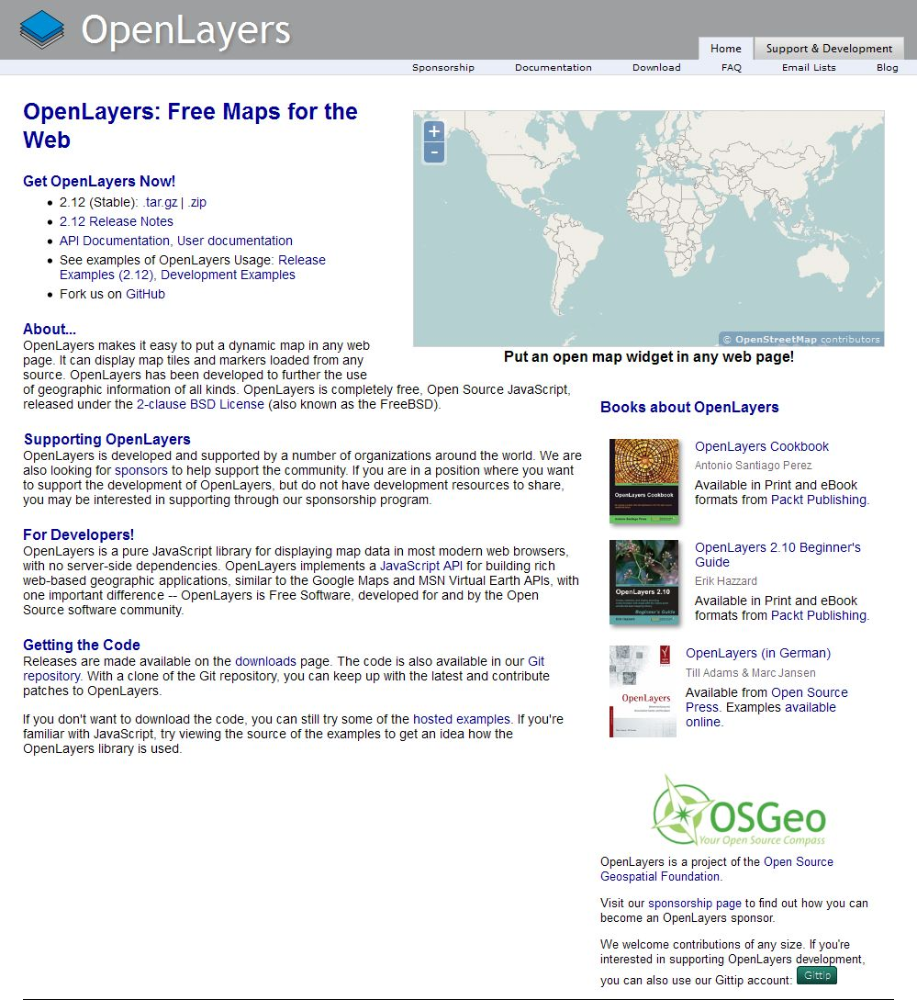 OpenLayers
Home
Support & Development
Sponsorship
Documentation
Download
FAQ
Email Lists
Blog
OpenLayers: Free Maps for the
Web
Get OpenLayers Now!
2.12 (Stable): .tar.gz | .zip
2.12 Release Notes
API Documentation, User documentation
See examples of OpenLayers Usage: Release
Examples (2.12), Development Examples
Fork us on GitHub
+
-
© OpenStreetMap contributors
Put an open map widget in any web page!
About...
OpenLayers makes it easy to put a dynamic map in any web
page. It can display map tiles and markers loaded from any
source. OpenLayers has been developed to further the use
of geographic information of all kinds. OpenLayers is completely free, Open Source JavaScript,
released under the 2-clause BSD License (also known as the FreeBSD).
Supporting OpenLayers
OpenLayers is developed and supported by a number of organizations around the world. We are
also looking for sponsors to help support the community. If you are in a position where you want
to support the development of OpenLayers, but do not have development resources to share,
you may be interested in supporting through our sponsorship program.
For Developers!
OpenLayers is a pure JavaScript library for displaying map data in most modern web browsers,
with no server-side dependencies. OpenLayers implements a JavaScript API for building rich
web-based geographic applications, similar to the Google Maps and MSN Virtual Earth APIs, with
one important difference -- OpenLayers is Free Software, developed for and by the Open
Source software community.
Getting the Code
Releases are made available on the downloads page. The code is also available in our Git
repository. With a clone of the Git repository, you can keep up with the latest and contribute
patches to OpenLayers.
If you don't want to download the code, you can still try some of the hosted examples. If you're
familiar with JavaScript, try viewing the source of the examples to get an idea how the
OpenLayers library is used.
Books about OpenLayers
OpenLayers Cookbook
Antonio Santiago Perez
OpenLayers Cookbook
Antonio Santiago Perez
Available in Print and eBook
formats from Packt Publishing.
OpenLayers 2.10
Beginner's Guide
Erik Hazzard
OpenLayers 2.10 Beginner's
Guide
Erik Hazzard
Available in Print and eBook
formats from Packt Publishing.
OpenLayers
OpenLayers (in German)
Till Adams & Marc Jansen
Available from Open Source
Press. Examples available
online.
OSGeo
Your Open Source Compass
OpenLayers is a project of the Open Source
Geospatial Foundation.
Visit our sponsorship page to find out how you can
become an OpenLayers sponsor.
We welcome contributions of any size. If you're
interested in supporting OpenLayers development,
you can also use our Gittip account: Gittip